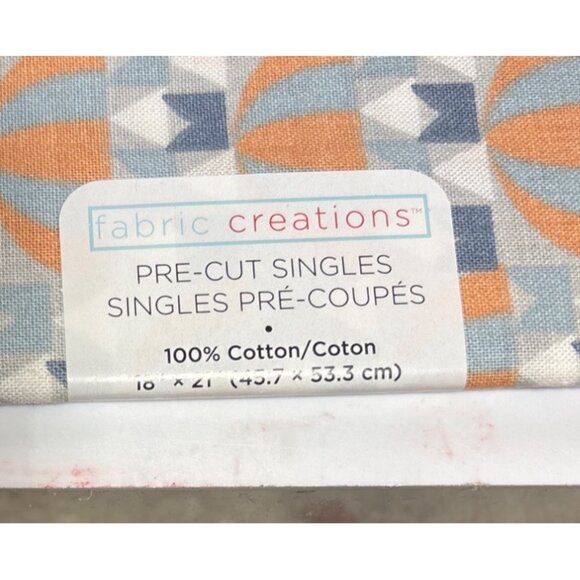 fabric creations™
PRE-CUT SINGLES
SINGLES PRÉ-COUPÉS
•
100% Cotton/Coton
18" x 21" (45.7 x 53.3 cm)